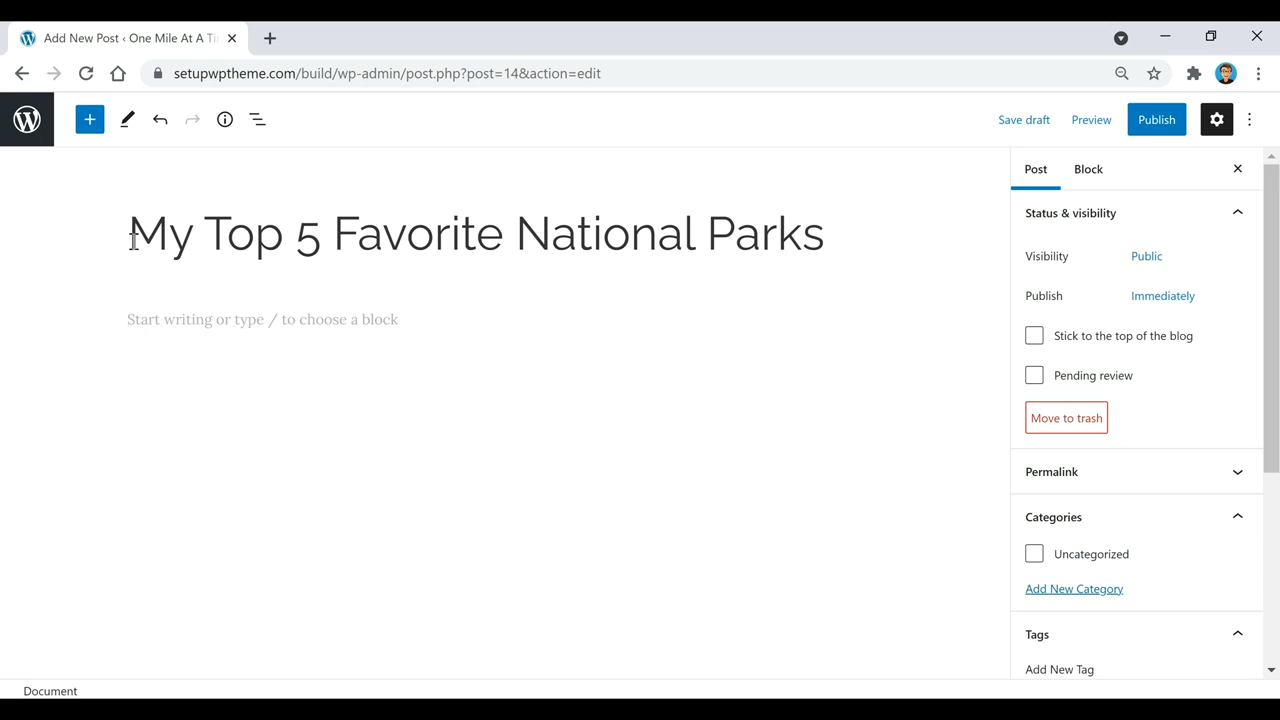 Add New Post ‹ One Mile At A Ti
setupwptheme.com/build/wp-admin/post.php?post=14&action=edit
Save draft
Preview
Publish
Post
Block
My Top 5 Favorite National Parks
Start writing or type / to choose a block
Status & visibility
Visibility
Public
Publish
Immediately
Stick to the top of the blog
Pending review
Move to trash
Permalink
Categories
Uncategorized
Add New Category
Tags
Add New Tag
Document